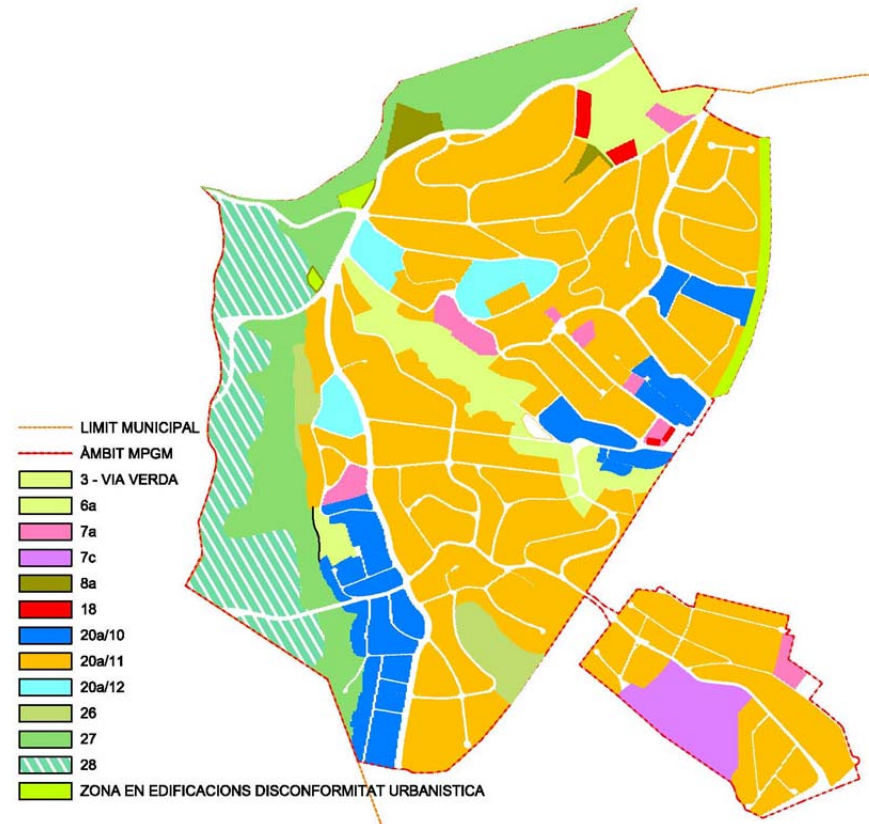 LIMIT MUNICIPAL
ÀMBIT MPGM
3 - VIA VERDA
6a
7a
7c
8a
18
20a/10
20a/11
20a/12
26
27
28
ZONA EN EDIFICACIONS DISCONFORMITAT URBANISTICA